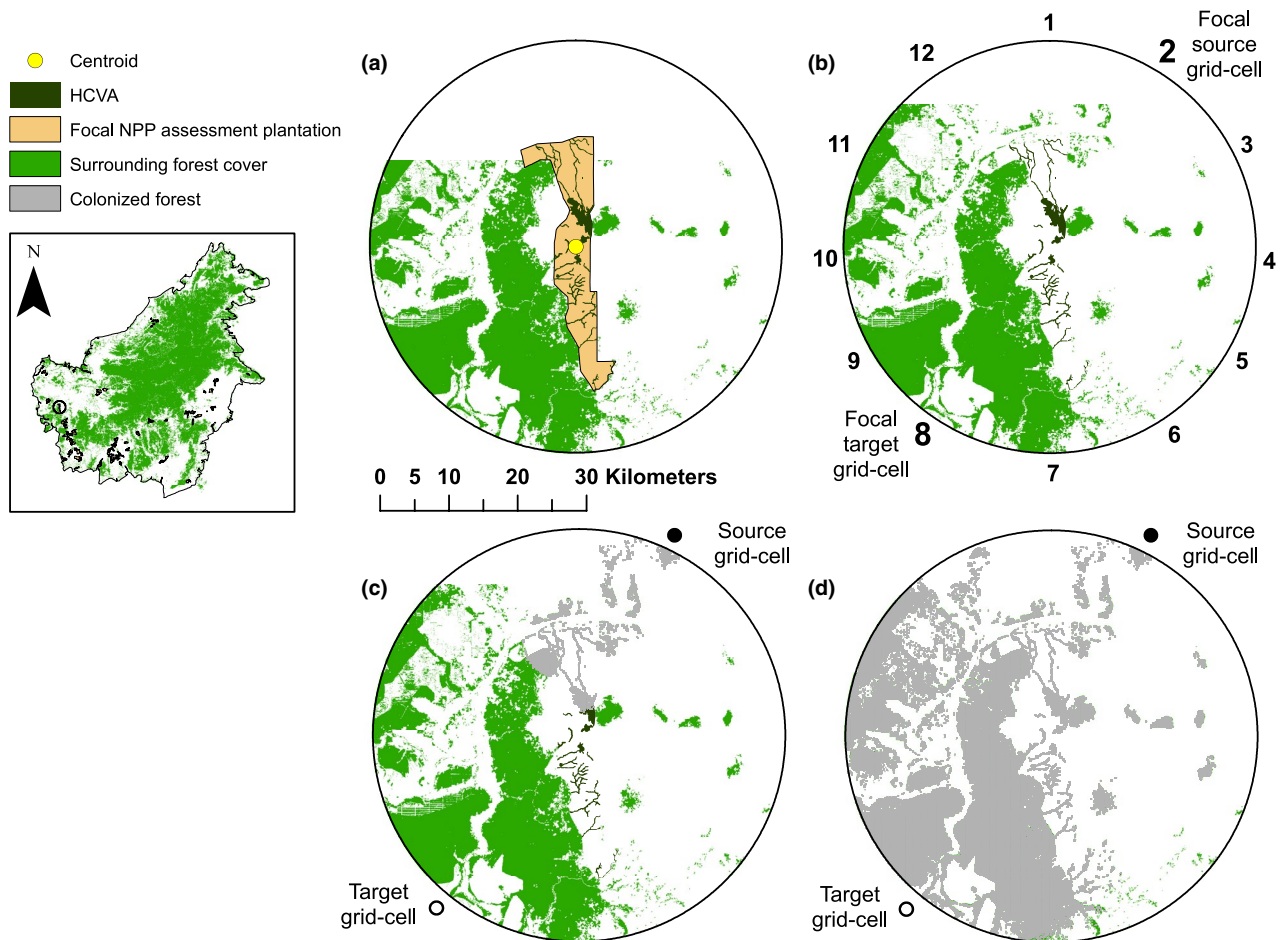 Centroid
HCVA
Focal NPP assessment plantation
Surrounding forest cover
Colonized forest
N
(a)
0 5 10 20 30 Kilometers
(b)
1
2
Focal
source
grid-cell
3
4
5
6
7
8
Focal
target
grid-cell
9
10
11
12
(c)
Source
grid-cell
Target
grid-cell
(d)
Source
grid-cell
Target
grid-cell